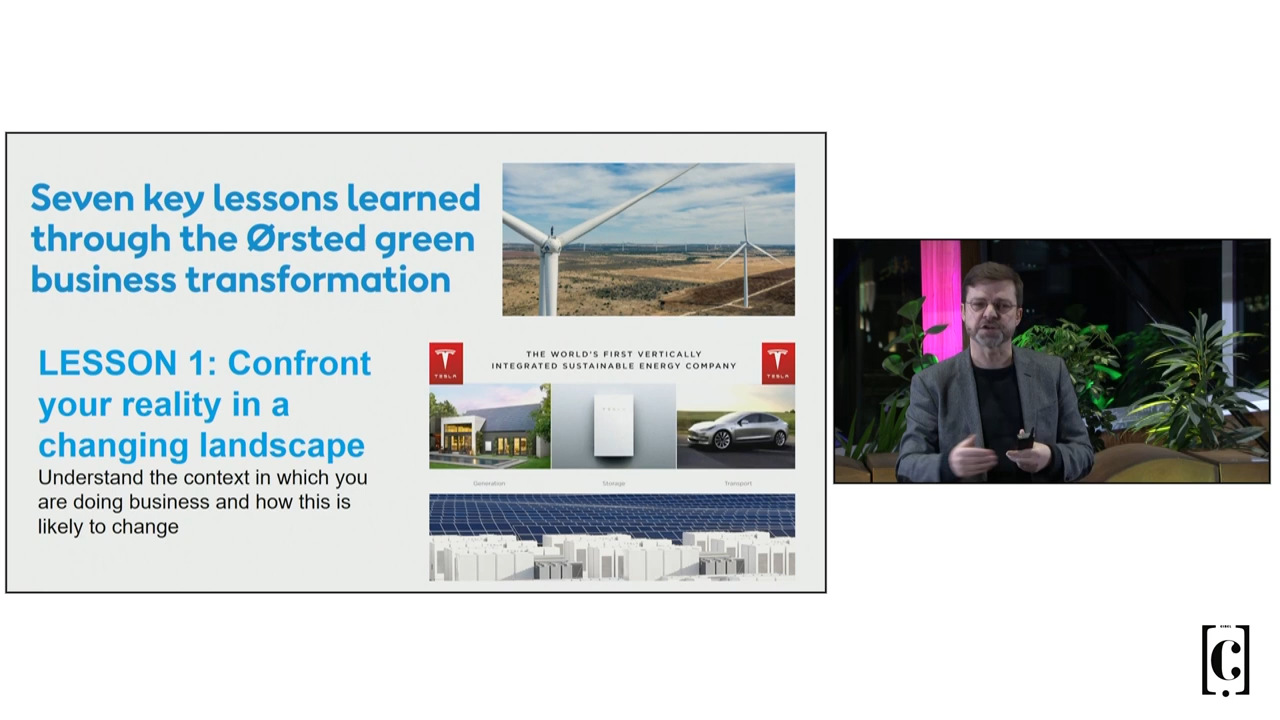 Seven key lessons learned
through the Ørsted green
business transformation
LESSON 1: Confront
your reality in a
changing landscape
Understand the context in which you
are doing business and how this is
likely to change
TESLA
THE WORLD'S FIRST VERTICALLY
INTEGRATED SUSTAINABLE ENERGY COMPANY
TESLA
Generation
Storage
Transport
Ç